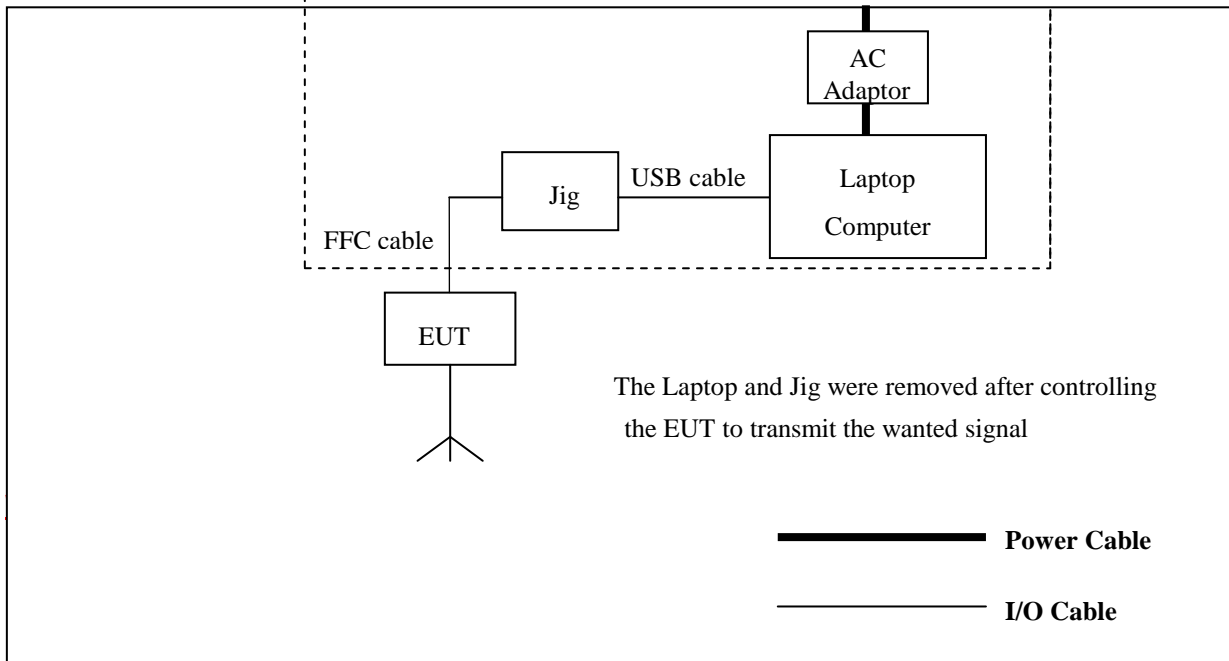 AC
Adaptor
Laptop
Computer
USB cable
Jig
FFC cable
EUT
The Laptop and Jig were removed after controlling
the EUT to transmit the wanted signal
Power Cable
I/O Cable